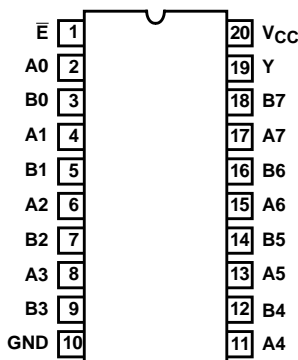 E̅ 1 20 VCC
A0 2 19 Y
B0 3 18 B7
A1 4 17 A7
B1 5 16 B6
A2 6 15 A6
B2 7 14 B5
A3 8 13 A5
B3 9 12 B4
GND 10 11 A4